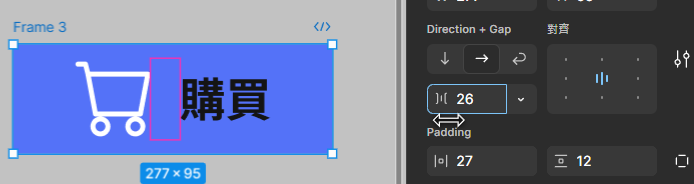 Frame 3
</>
購買
277 × 95
Direction + Gap
對齊
26
Padding
27
12